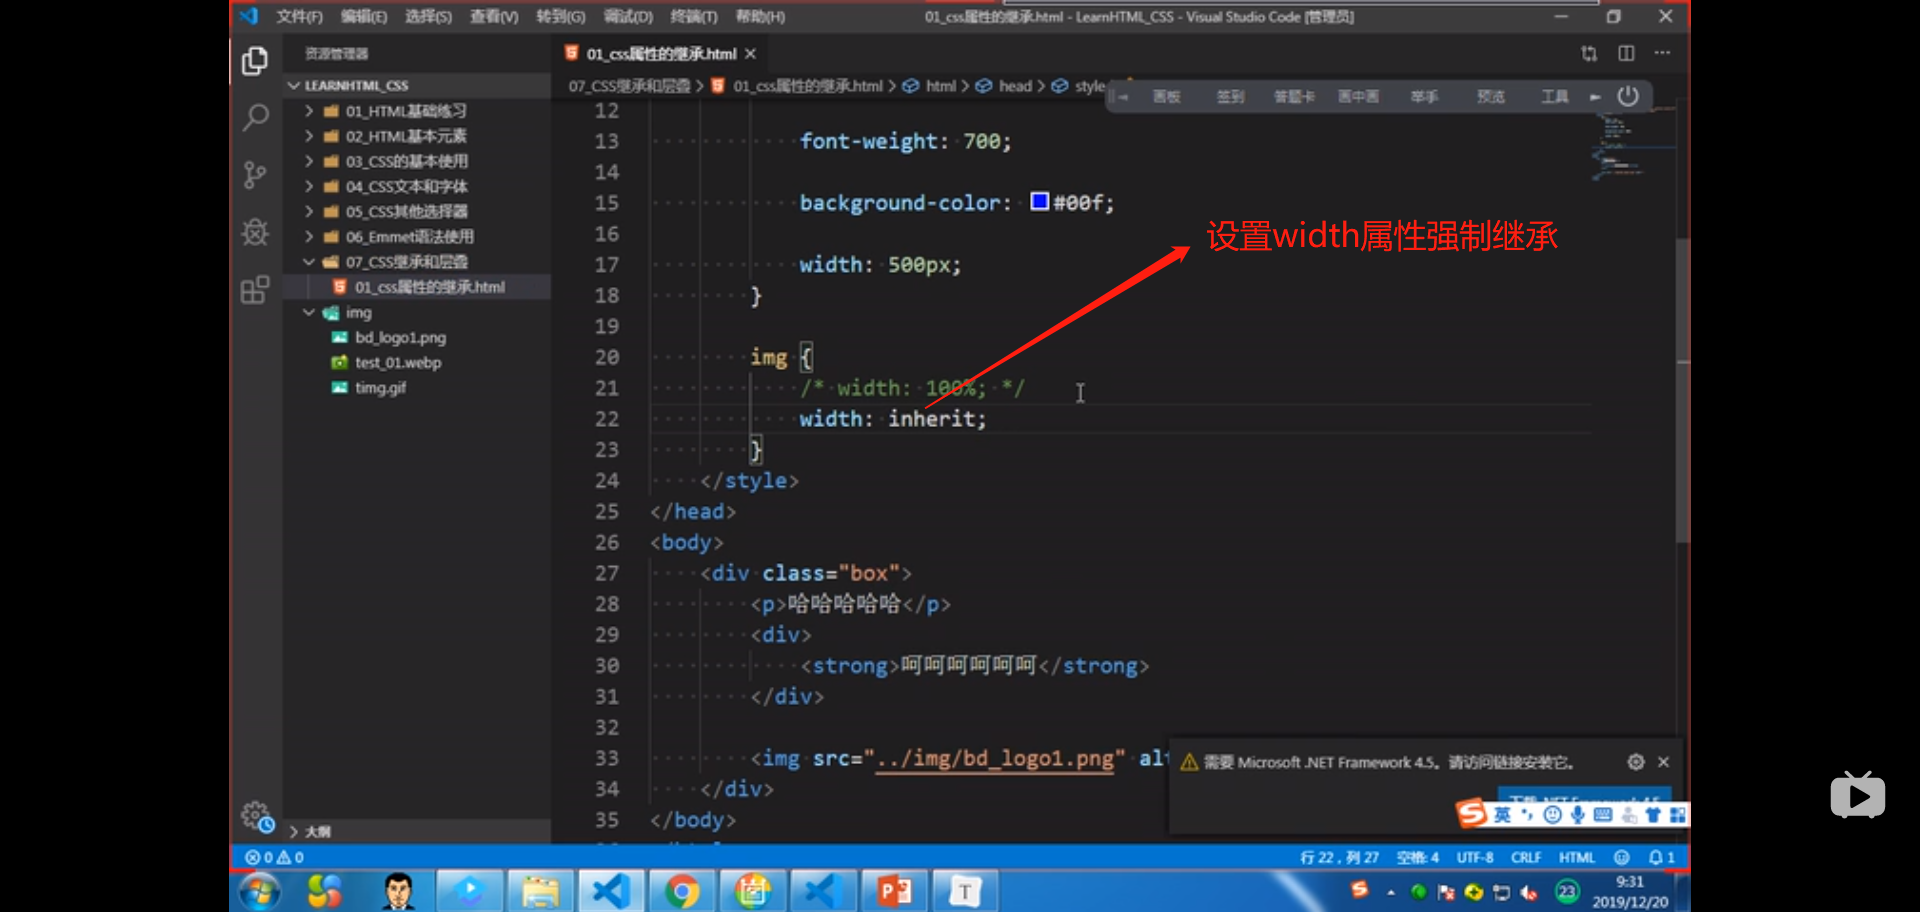 文件(F) 编辑(E) 选择(S) 查看(V) 转到(G) 调试(D) 终端(T) 帮助(H)
01_css属性的继承.html - LearnHTML_CSS - Visual Studio Code [管理员]
资源管理器
01_css属性的继承.html
LEARNHTML_CSS
07_CSS继承和层叠 > 01_css属性的继承.html > html > head > style
画板 签到 答题卡 画中画 举手 预览 工具
01_HTML基础练习
02_HTML基本元素
03_CSS的基本使用
04_CSS文本和字体
05_CSS其他选择器
06_Emmet语法使用
07_CSS继承和层叠
01_css属性的继承.html
img
bd_logo1.png
test_01.webp
timg.gif
大纲
12
13 font-weight: 700;
14
15 background-color: #00f;
16
17 width: 500px;
18 }
19
20 img {
21 /* width: 100%; */
22 width: inherit;
23 }
24 </style>
25 </head>
26 <body>
27 <div class="box">
28 <p>哈哈哈哈哈</p>
29 <div>
30 <strong>呵呵呵呵呵呵</strong>
31 </div>
32
33 <img src="../img/bd_logo1.png" alt
34 </div>
35 </body>
设置width属性强制继承
需要 Microsoft .NET Framework 4.5。请访问链接安装它。
下载 .NET Framework 4.5
英
0 0
行 22，列 27 空格: 4 UTF-8 CRLF HTML 1
23
9:31
2019/12/20